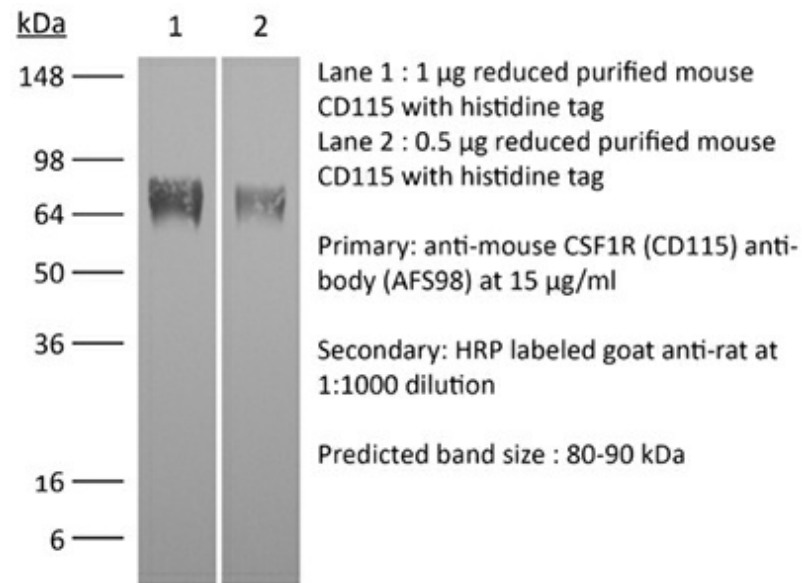 kDa
1 2
148
98
64
50
36
16
6
Lane 1 : 1 µg reduced purified mouse
CD115 with histidine tag
Lane 2 : 0.5 µg reduced purified mouse
CD115 with histidine tag
Primary: anti-mouse CSF1R (CD115) anti-
body (AFS98) at 15 µg/ml
Secondary: HRP labeled goat anti-rat at
1:1000 dilution
Predicted band size : 80-90 kDa